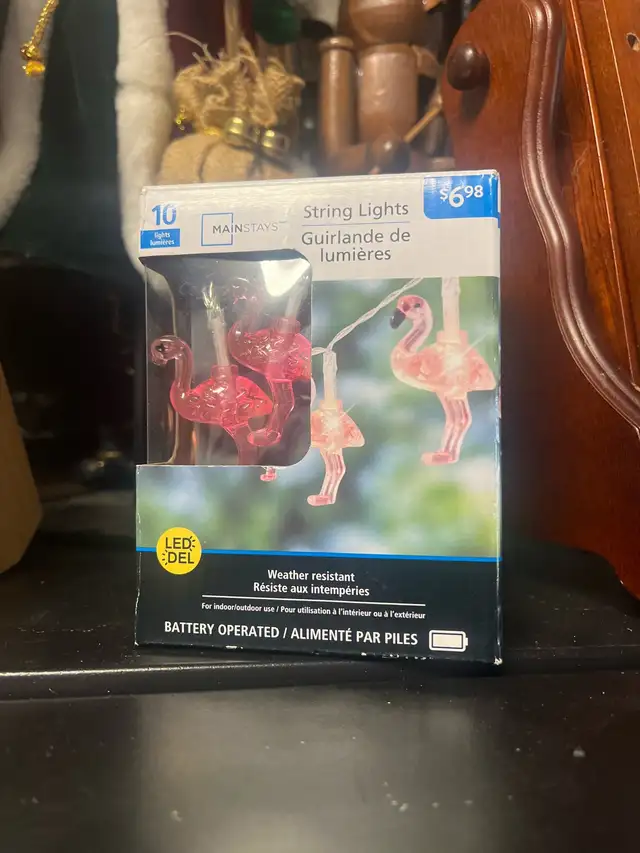 10
lights
lumières
MAINSTAYS
String Lights
Guirlande de
lumières
$6.98
LED
DEL
Weather resistant
Résiste aux intempéries
For indoor/outdoor use / Pour utilisation à l'intérieur ou à l'extérieur
BATTERY OPERATED / ALIMENTÉ PAR PILES